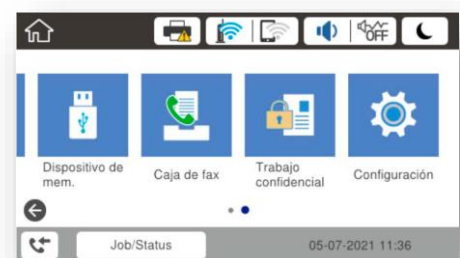 OFF
Dispositivo de
mem.
Caja de fax
Trabajo
confidencial
Configuración
Job/Status
05-07-2021 11:36